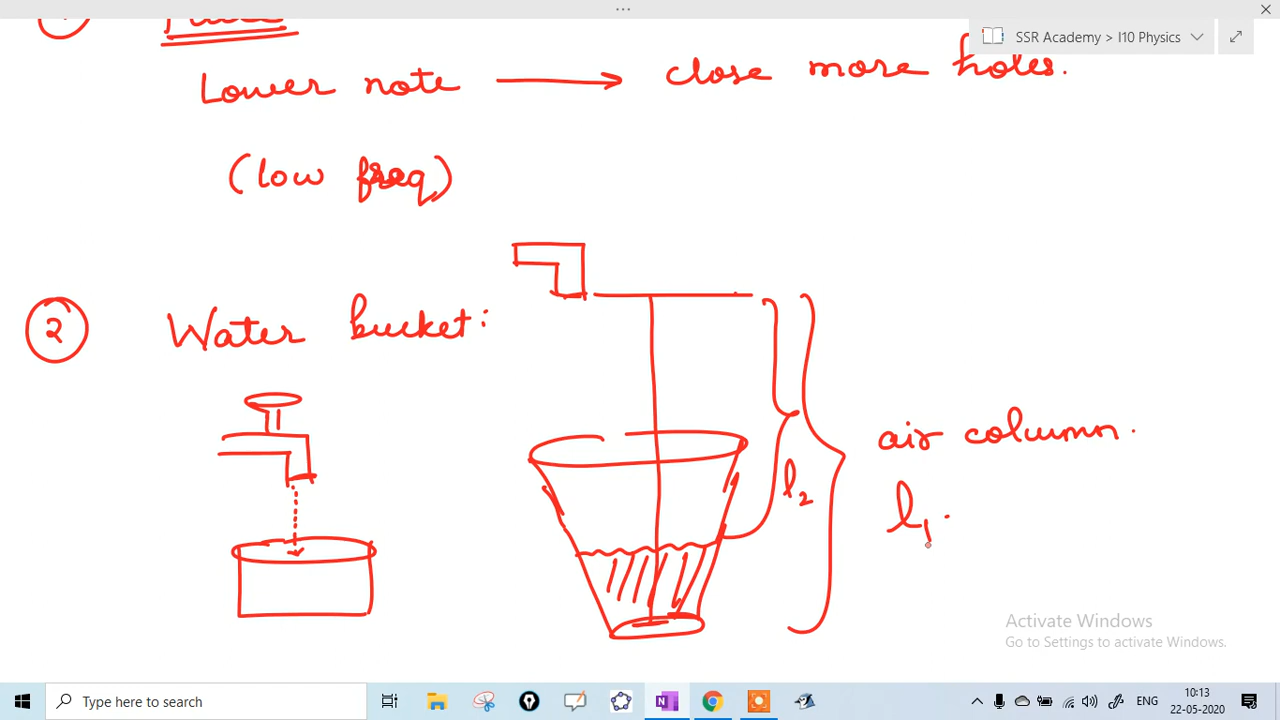 SSR Academy > I10 Physics
Lower note → close more holes.
(low freq)
2 Water bucket:
air column.
l2
l1.
Activate Windows
Go to Settings to activate Windows.
Type here to search
ENG
10:13
22-05-2020